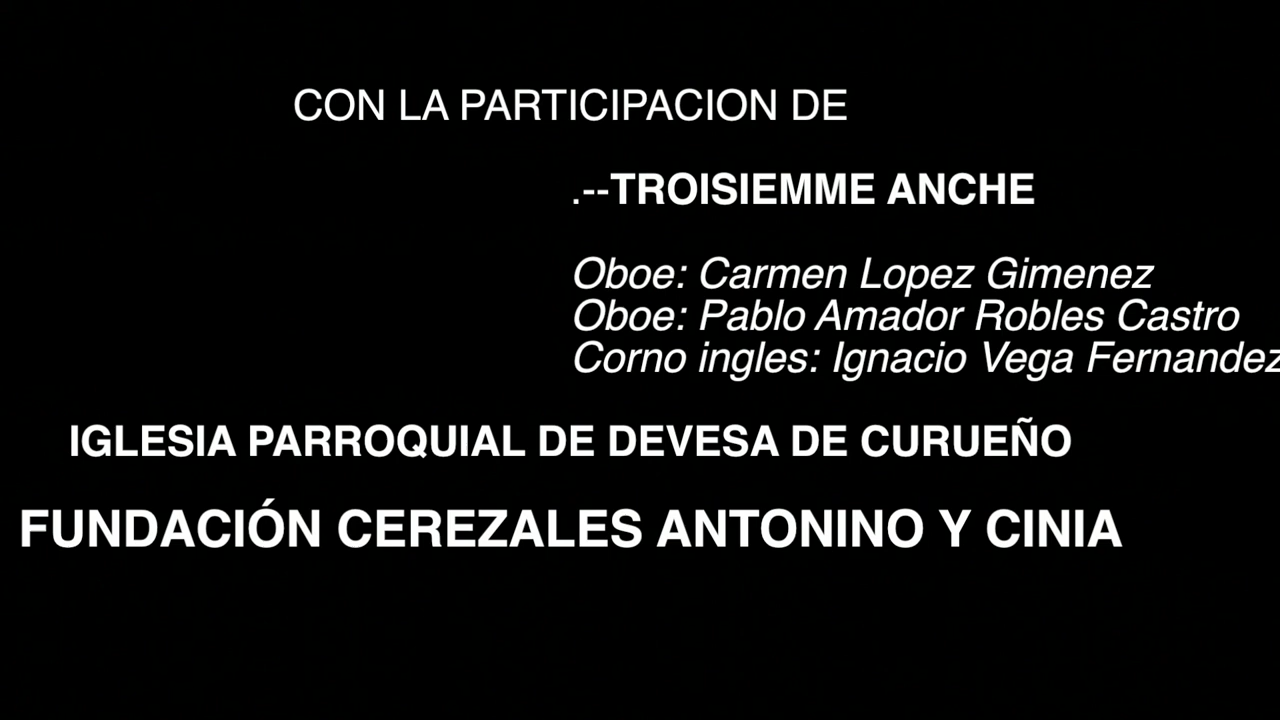 CON LA PARTICIPACION DE
.--TROISIEMME ANCHE
Oboe: Carmen Lopez Gimenez
Oboe: Pablo Amador Robles Castro
Corno ingles: Ignacio Vega Fernandez
IGLESIA PARROQUIAL DE DEVESA DE CURUEÑO
FUNDACIÓN CEREZALES ANTONINO Y CINIA